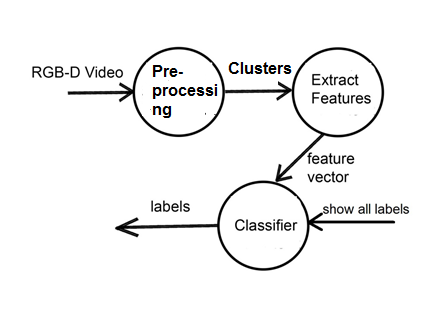 RGB-D Video
Pre-
processi
ng
Clusters
Extract
Features
feature
vector
labels
Classifier
show all labels